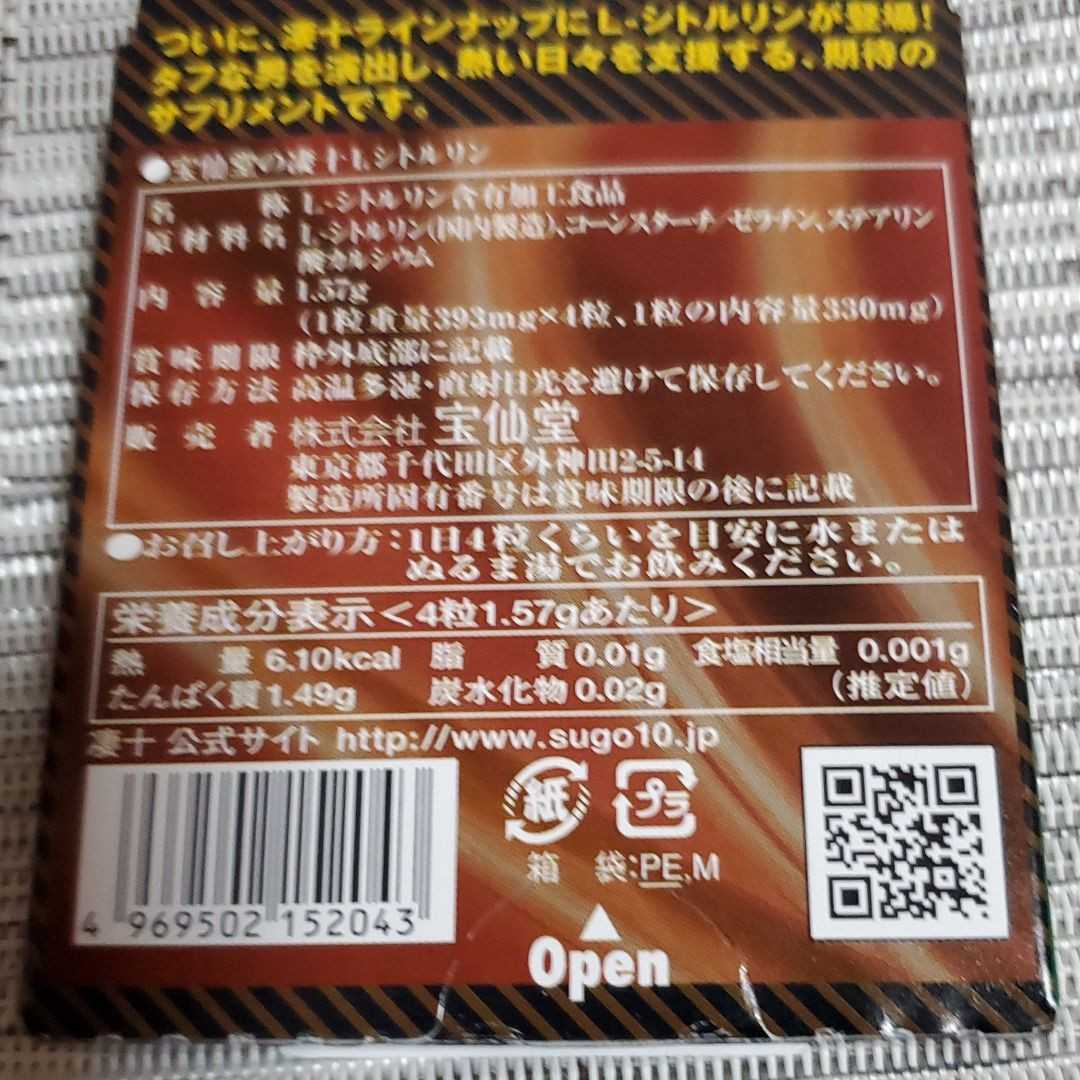 ついに、凄十ラインナップにL-シトルリンが登場!
タフな男を演出し、熱い日々を支援する、期待の
サプリメントです。
●宝仙堂の凄十Lシトルリン
名称 L-シトルリン含有加工食品
原材料名 L-シトルリン(国内製造)、コーンスターチ/ゼラチン、ステアリン
酸カルシウム
内容量 1.57g
(1粒重量393mg×4粒、1粒の内容量330mg)
賞味期限 枠外底部に記載
保存方法 高温多湿・直射日光を避けて保存してください。
販売者 株式会社 宝仙堂
東京都千代田区外神田2-5-14
製造所固有番号は賞味期限の後に記載
●お召し上がり方:1日4粒くらいを目安に水または
ぬるま湯でお飲みください。
栄養成分表示<4粒1.57gあたり>
熱量 6.10kcal 脂質 0.01g 食塩相当量 0.001g
たんぱく質 1.49g 炭水化物 0.02g (推定値)
凄十 公式サイト http://www.sugo10.jp
紙 プラ
箱 袋:PE,M
4 969502 152043
Open